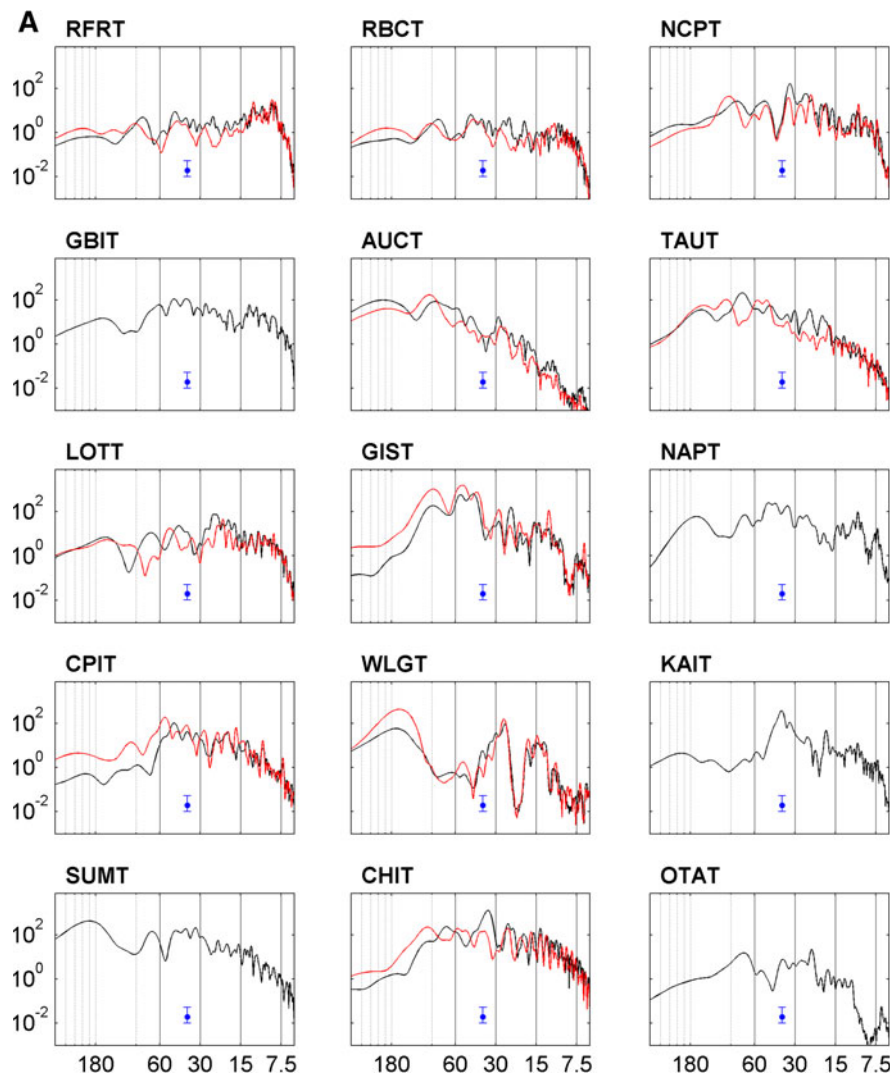 A
RFRT RBCT NCPT
10^2
10^0
10^-2
GBIT AUCT TAUT
10^2
10^0
10^-2
LOTT GIST NAPT
10^2
10^0
10^-2
CPIT WLGT KAIT
10^2
10^0
10^-2
SUMT CHIT OTAT
10^2
10^0
10^-2
180 60 30 15 7.5 180 60 30 15 7.5 180 60 30 15 7.5